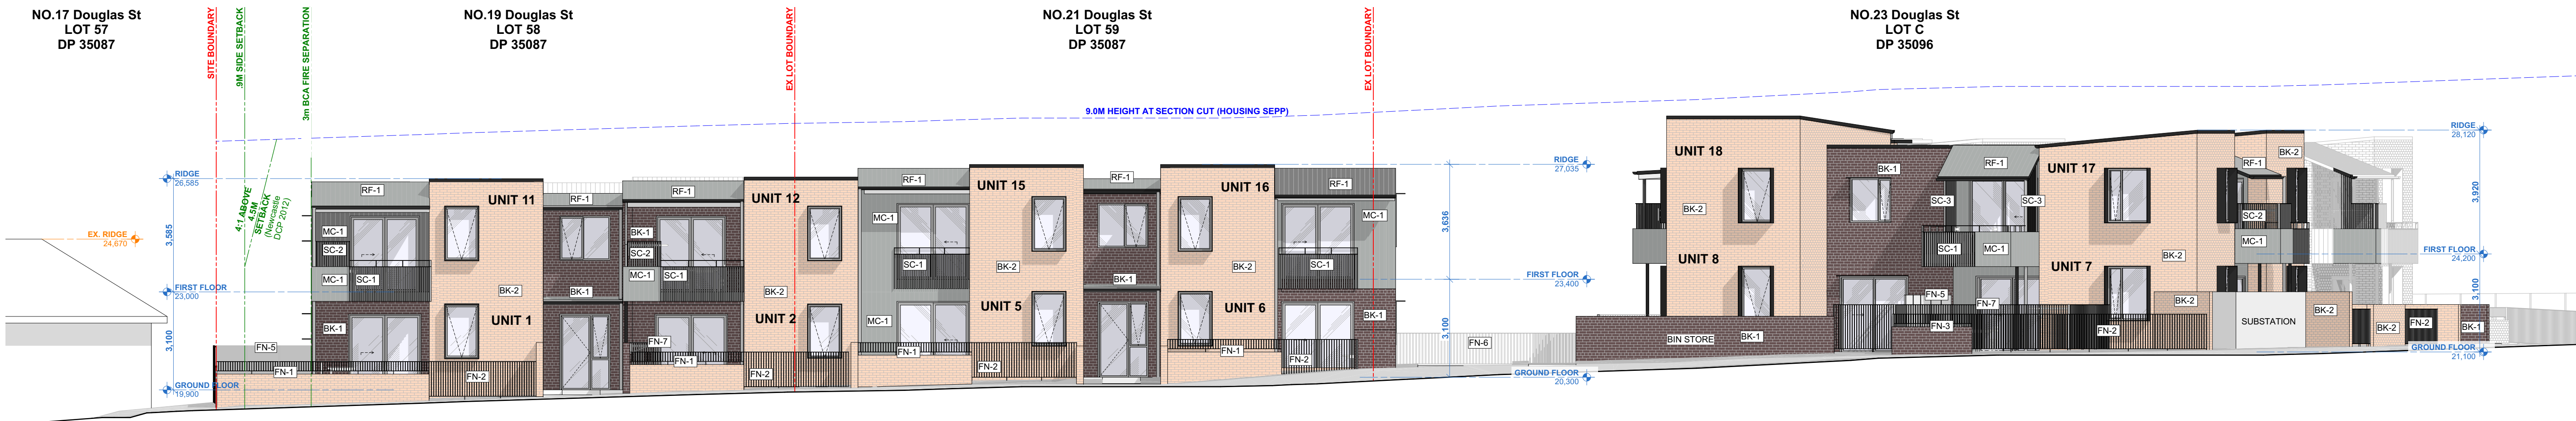 NO.17 Douglas St
LOT 57
DP 35087
SITE BOUNDARY
.9M SIDE SETBACK
3m BCA FIRE SEPARATION
NO.19 Douglas St
LOT 58
DP 35087
EX LOT BOUNDARY
NO.21 Douglas St
LOT 59
DP 35087
EX LOT BOUNDARY
NO.23 Douglas St
LOT C
DP 35096
9.0M HEIGHT AT SECTION CUT (HOUSING SEPP)
4:1 ABOVE
4.5M
SETBACK
(Newcastle
DCP 2012)
EX. RIDGE
24,670
RIDGE
26,585
3,585
FIRST FLOOR
23,000
3,100
GROUND FLOOR
19,900
RF-1
MC-1
SC-2
MC-1
SC-1
BK-1
FN-5
FN-1
UNIT 11
BK-2
UNIT 1
FN-2
RF-1
BK-1
RF-1
BK-1
SC-2
MC-1
SC-1
FN-7
FN-1
UNIT 12
BK-2
UNIT 2
FN-2
RF-1
MC-1
SC-1
MC-1
FN-1
UNIT 15
BK-2
UNIT 5
FN-2
RF-1
BK-1
UNIT 16
BK-2
UNIT 6
FN-1
RF-1
MC-1
SC-1
BK-1
FN-2
3,636
3,100
FN-6
RIDGE
27,035
FIRST FLOOR
23,400
GROUND FLOOR
20,300
UNIT 18
BK-2
UNIT 8
BIN STORE
BK-1
BK-1
RF-1
SC-3
SC-3
SC-1
MC-1
FN-5
FN-7
FN-3
UNIT 17
BK-2
UNIT 7
FN-2
BK-2
RF-1
BK-2
SC-2
MC-1
SUBSTATION
BK-2
BK-2
FN-2
BK-1
RIDGE
28,120
3,920
FIRST FLOOR
24,200
3,100
GROUND FLOOR
21,100